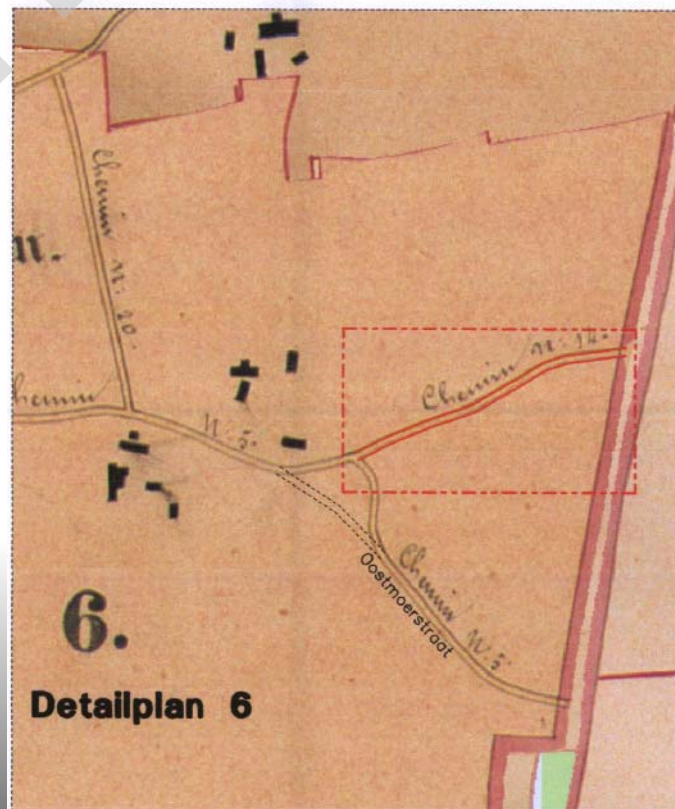 Chemin n: 20.
n.
Chemin n: 14.
Chemin
N: 5.
Chemin N: 5.
Oostmoerstraat
6.
Detailplan 6